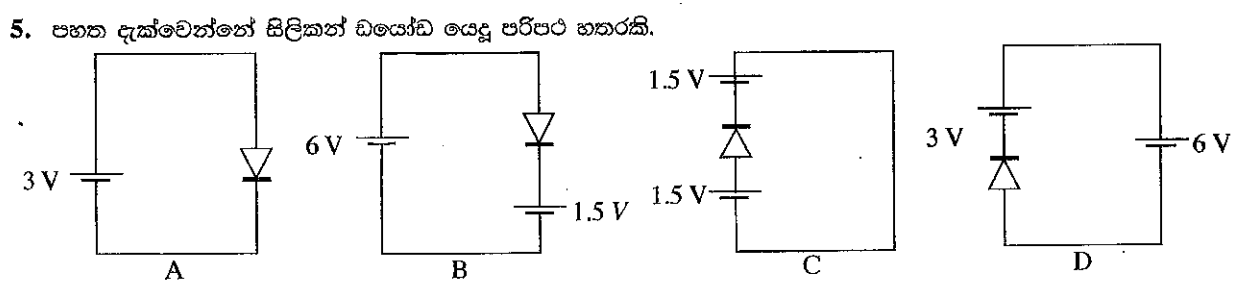 5. පහත දැක්වෙන්නේ සිලිකන් ඩයෝඩ යෙදූ පරිපථ හතරකි.
1.5 V
6 V
3 V
6 V
3 V
1.5 V
1.5 V
A
B
C
D